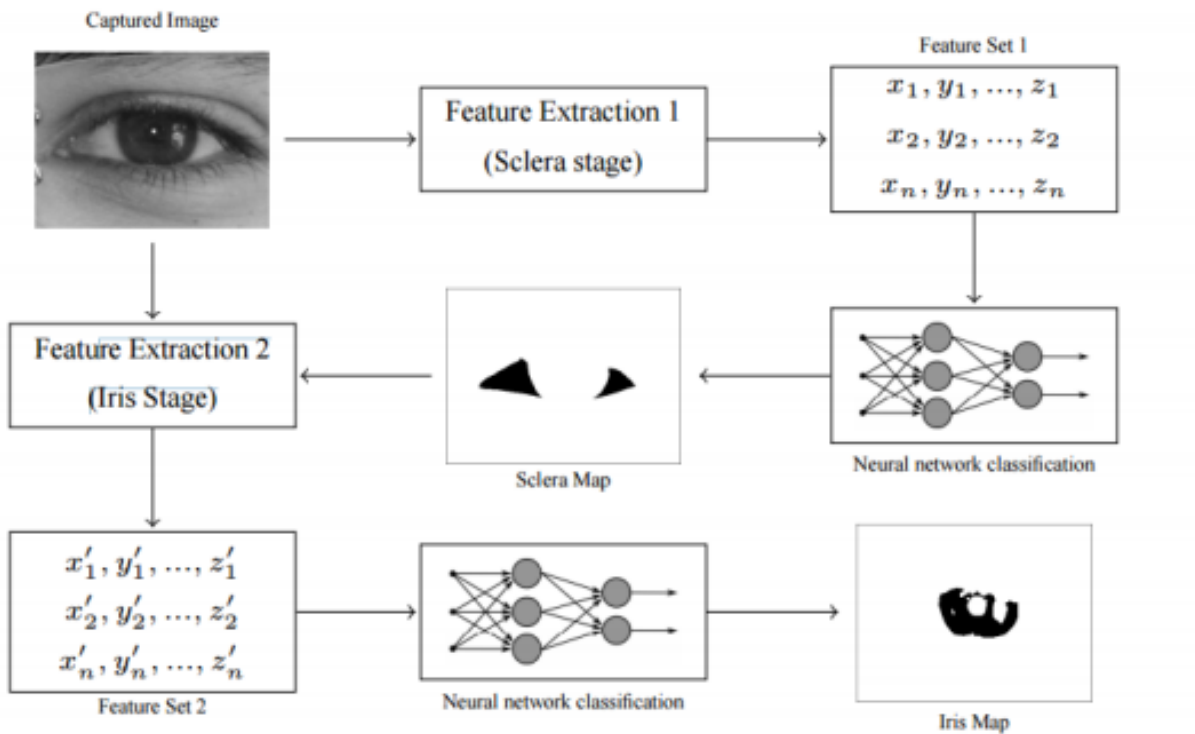 Captured Image
Feature Set 1
Feature Extraction 1
(Sclera stage)
x₁, y₁, ..., z₁
x₂, y₂, ..., z₂
xₙ, yₙ, ..., zₙ
Neural network classification
Sclera Map
Feature Extraction 2
(Iris Stage)
x′₁, y′₁, ..., z′₁
x′₂, y′₂, ..., z′₂
x′ₙ, y′ₙ, ..., z′ₙ
Feature Set 2
Neural network classification
Iris Map